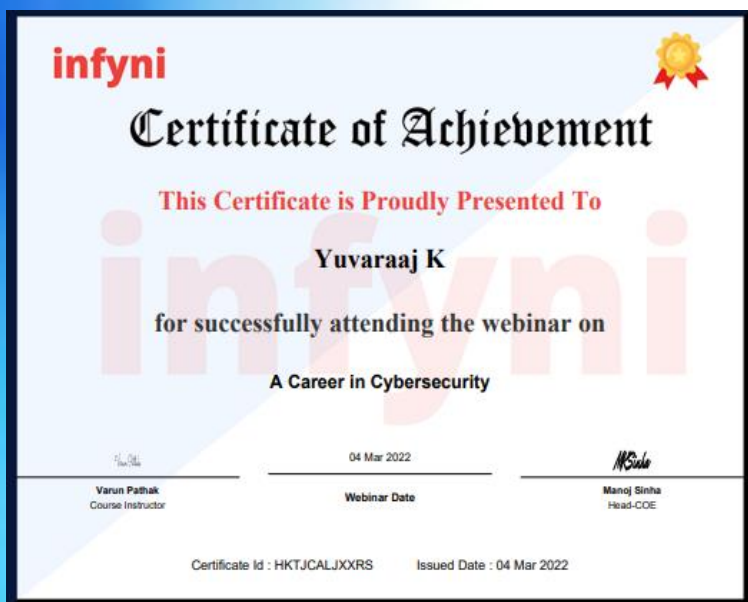 infyni
Certificate of Achievement
This Certificate is Proudly Presented To
Yuvaraaj K
for successfully attending the webinar on
A Career in Cybersecurity
04 Mar 2022
MKSinha
Varun Pathak
Course Instructor
Webinar Date
Manoj Sinha
Head-COE
Certificate Id : HKTJCALJXXRS Issued Date : 04 Mar 2022
infyni